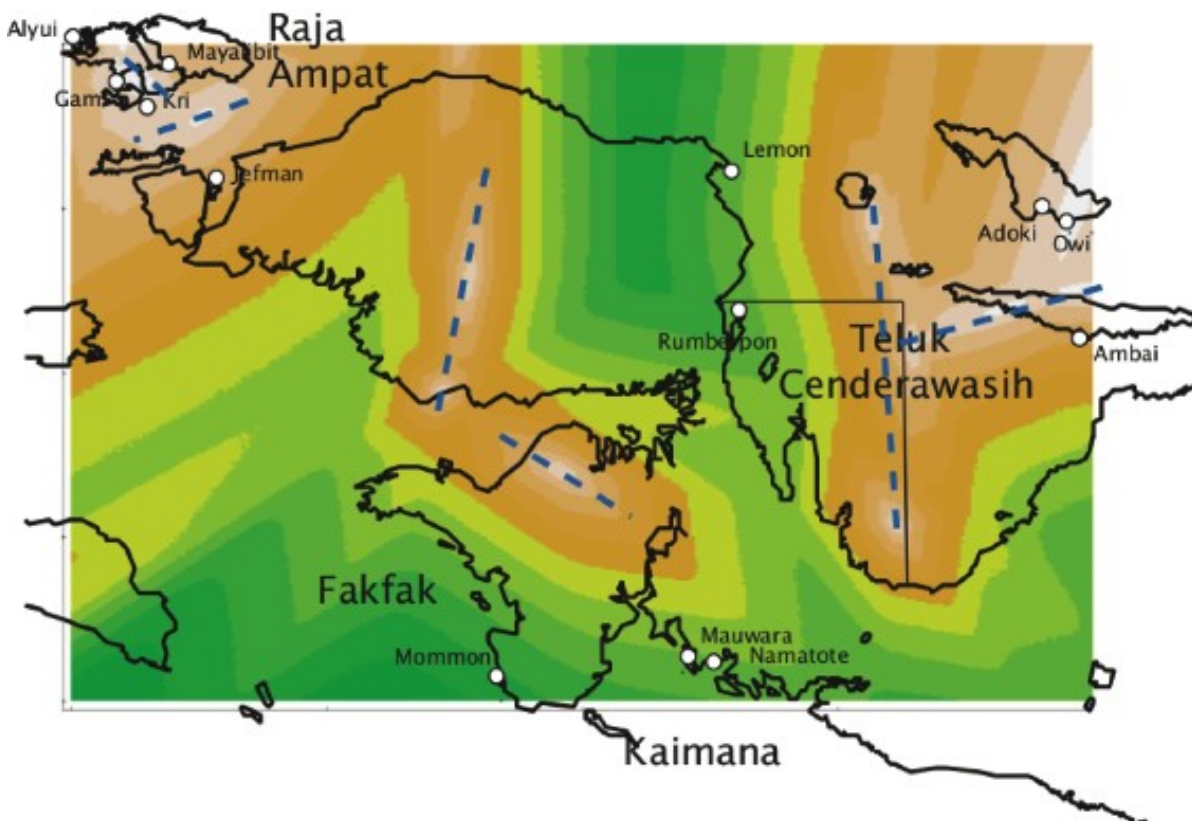 Alyui
Raja
Ampat
Mayalibit
Gam
Kri
Jefman
Lemon
Adoki
Owi
Rumberpon
Teluk
Cenderawasih
Ambai
Fakfak
Mommon
Mauwara
Namatote
Kaimana